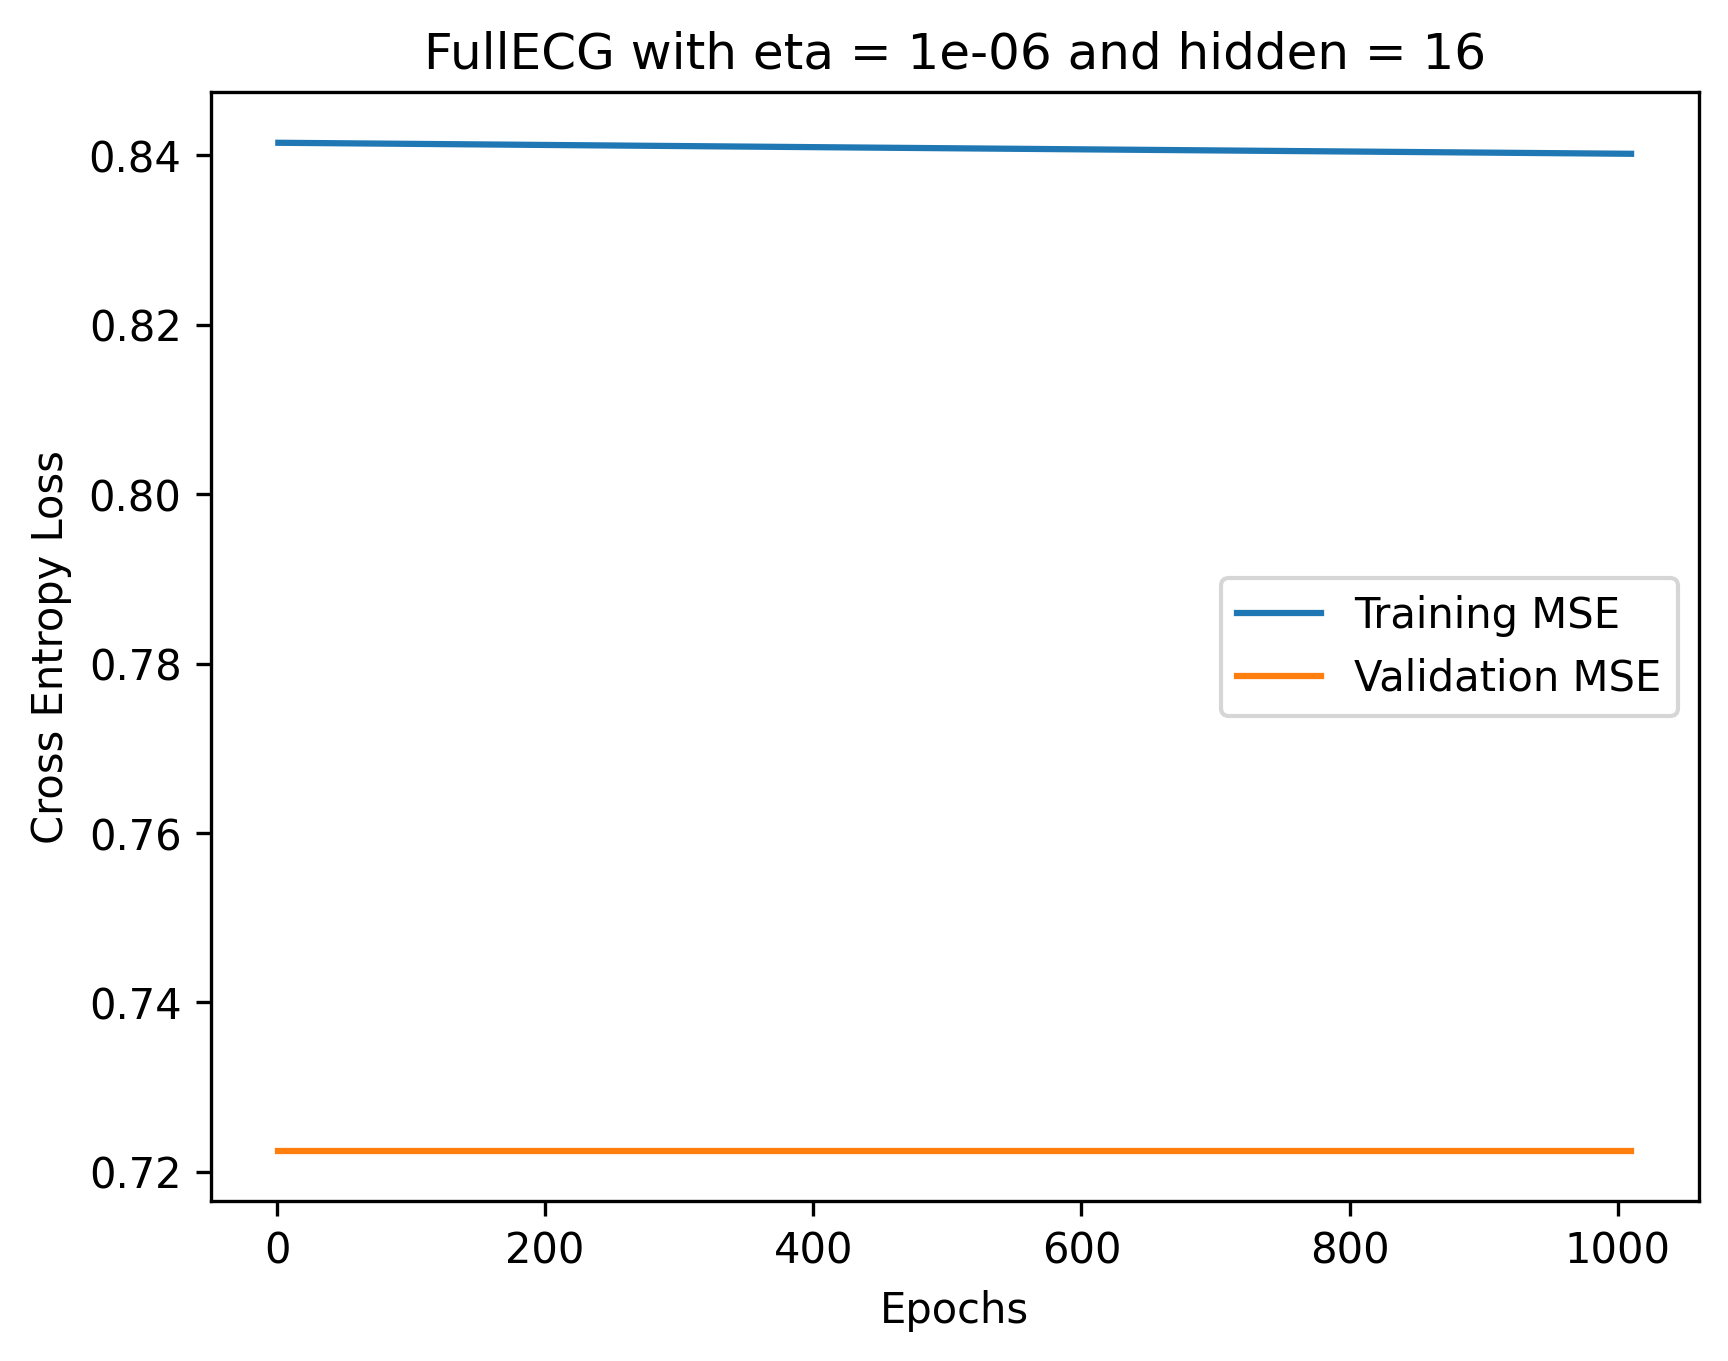 FullECG with eta = 1e-06 and hidden = 16
0.84
0.82
0.80
0.78
0.76
0.74
0.72
Cross Entropy Loss
Training MSE
Validation MSE
0 200 400 600 800 1000
Epochs